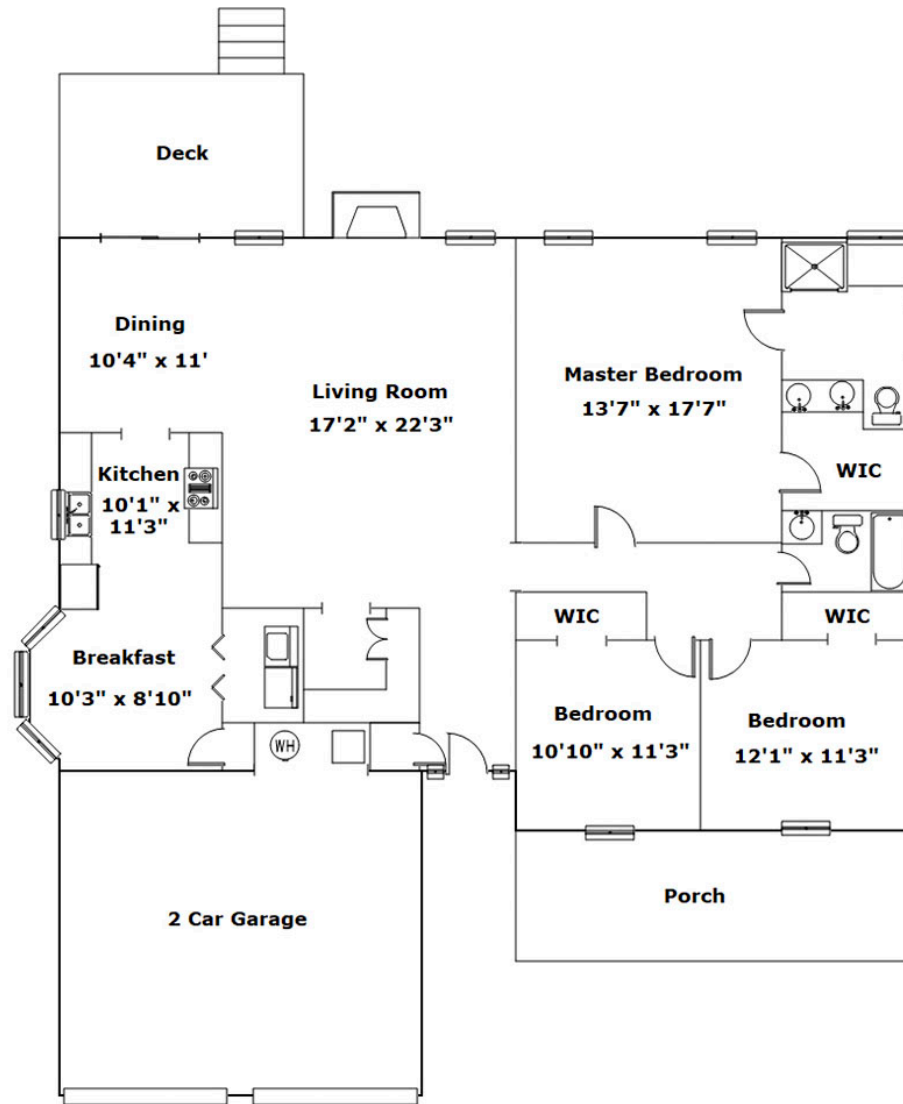 Deck
Dining
10'4" x 11'
Living Room
17'2" x 22'3"
Master Bedroom
13'7" x 17'7"
Kitchen
10'1" x
11'3"
WIC
WIC
WIC
Breakfast
10'3" x 8'10"
Bedroom
10'10" x 11'3"
Bedroom
12'1" x 11'3"
WH
2 Car Garage
Porch